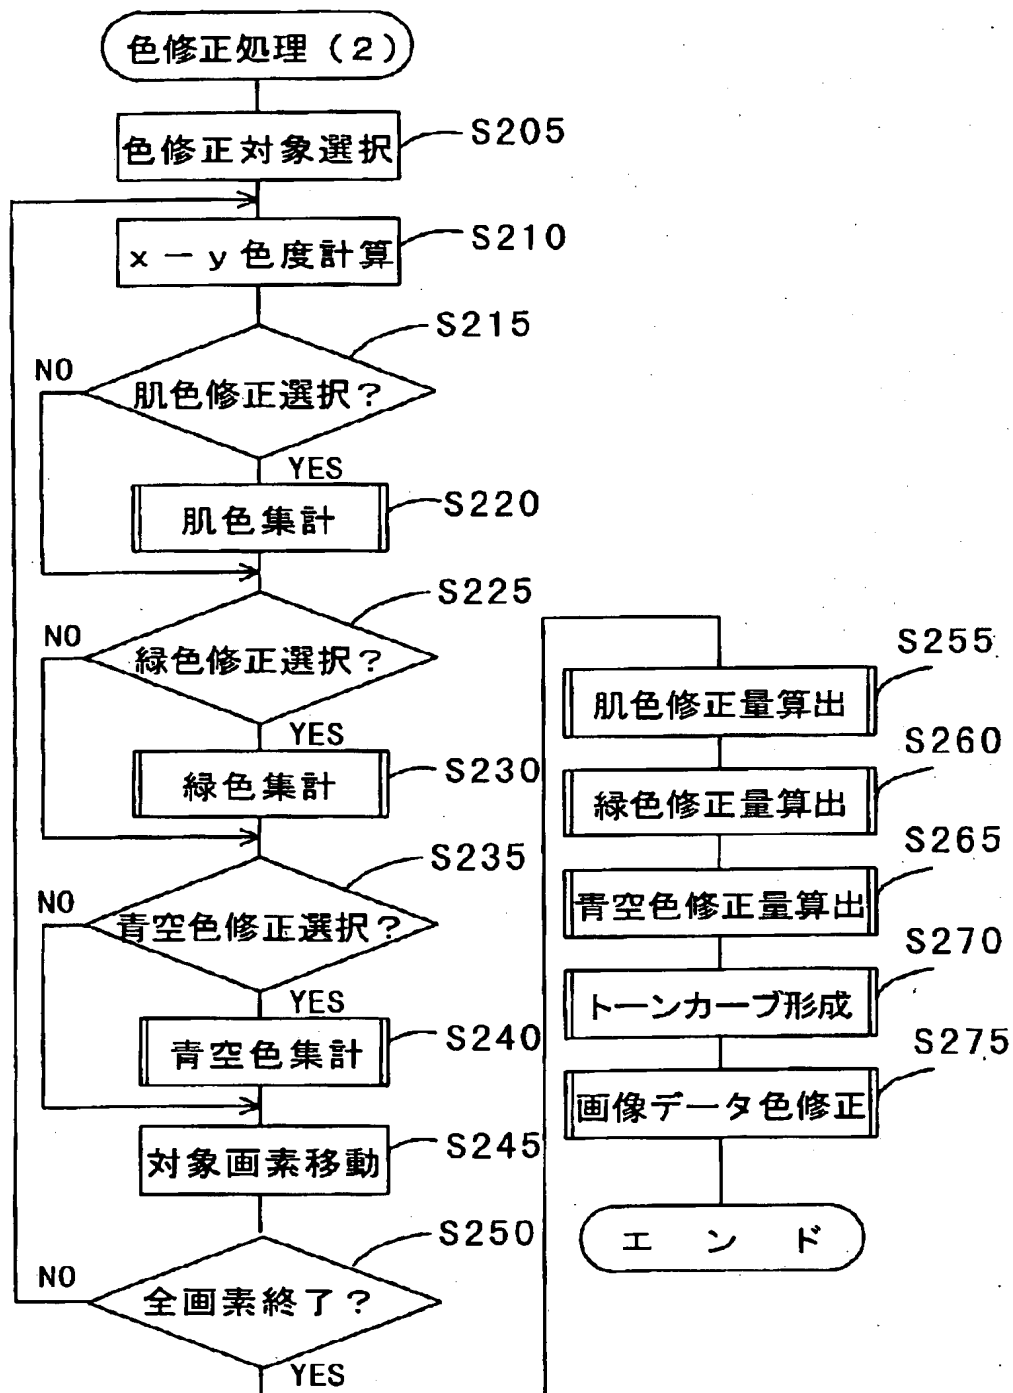 色修正処理（2）
色修正対象選択
S205
x－y色度計算
S210
肌色修正選択？
S215
NO
YES
肌色集計
S220
緑色修正選択？
S225
NO
YES
緑色集計
S230
青空色修正選択？
S235
NO
YES
青空色集計
S240
対象画素移動
S245
全画素終了？
S250
NO
YES
肌色修正量算出
S255
緑色修正量算出
S260
青空色修正量算出
S265
トーンカーブ形成
S270
画像データ色修正
S275
エンド